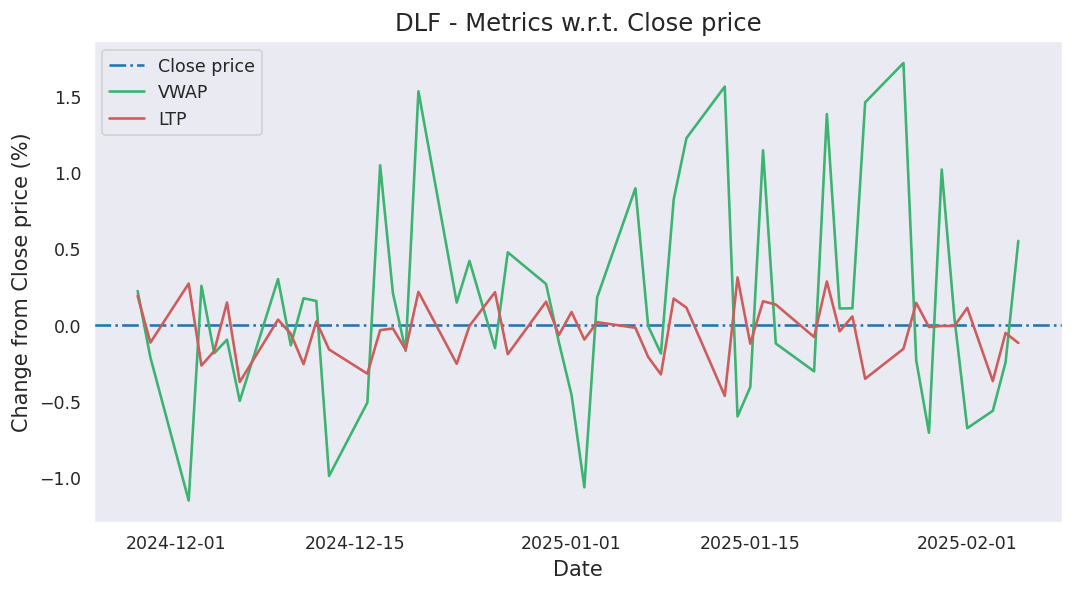 DLF - Metrics w.r.t. Close price
Close price
VWAP
LTP
Change from Close price (%)
1.5
1.0
0.5
0.0
−0.5
−1.0
2024-12-01 2024-12-15 2025-01-01 2025-01-15 2025-02-01
Date